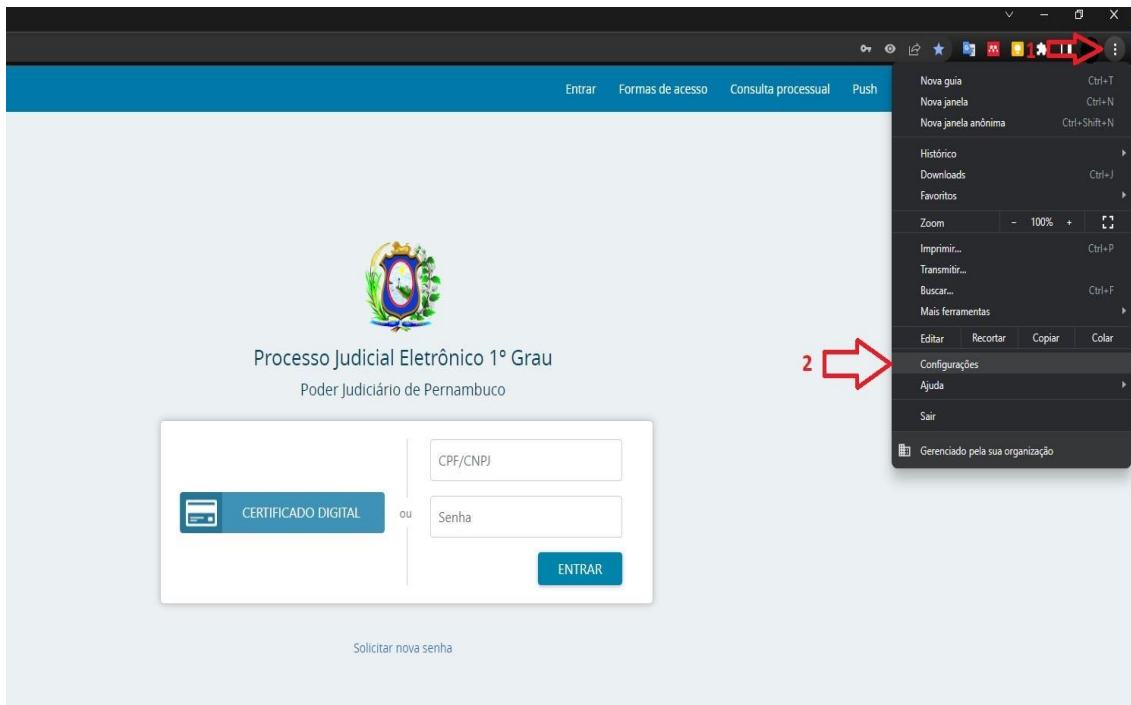 1
Entrar Formas de acesso Consulta processual Push
Nova guia Ctrl+T
Nova janela Ctrl+N
Nova janela anônima Ctrl+Shift+N
Histórico
Downloads Ctrl+J
Favoritos
Zoom - 100% +
Imprimir... Ctrl+P
Transmitir...
Buscar... Ctrl+F
Mais ferramentas
Editar Recortar Copiar Colar
2 Configurações
Ajuda
Sair
Gerenciado pela sua organização
Processo Judicial Eletrônico 1º Grau
Poder Judiciário de Pernambuco
CERTIFICADO DIGITAL
ou
CPF/CNPJ
Senha
ENTRAR
Solicitar nova senha